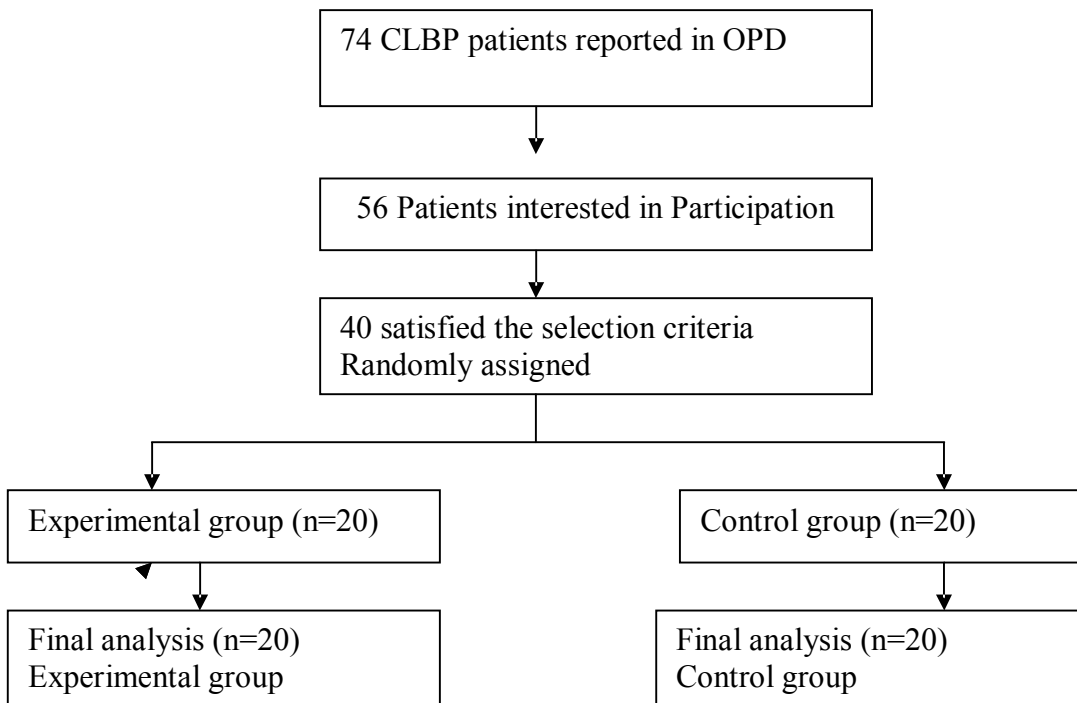 74 CLBP patients reported in OPD
56 Patients interested in Participation
40 satisfied the selection criteria
Randomly assigned
Experimental group (n=20)
Control group (n=20)
Final analysis (n=20)
Experimental group
Final analysis (n=20)
Control group